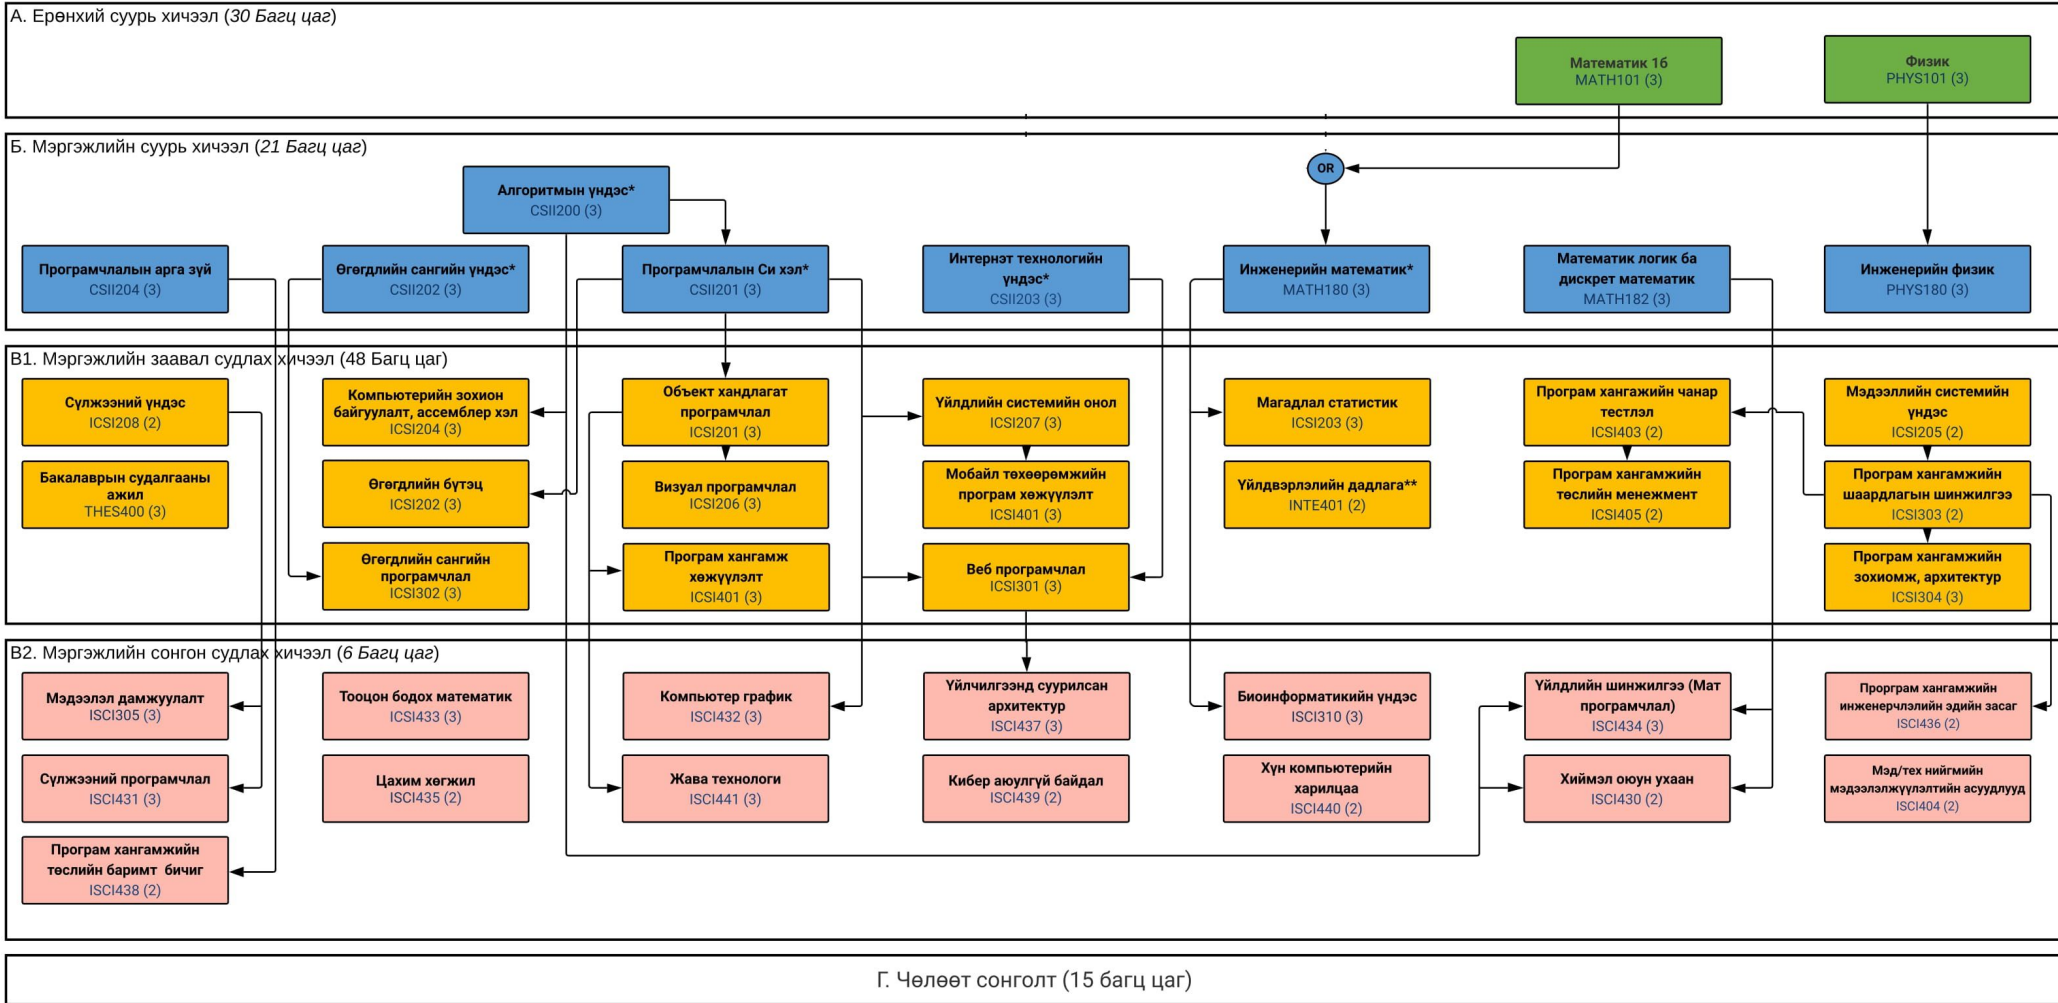 А. Ерөнхий суурь хичээл (30 Багц цаг)
Математик 1б
MATH101 (3)
Физик
PHYS101 (3)
Б. Мэргэжлийн суурь хичээл (21 Багц цаг)
OR
Алгоритмын үндэс*
CSII200 (3)
Програмчлалын арга зүй
CSII204 (3)
Өгөгдлийн сангийн үндэс*
CSII202 (3)
Програмчлалын Си хэл*
CSII201 (3)
Интернэт технологийн
үндэс*
CSII203 (3)
Инженерийн математик*
MATH180 (3)
Математик логик ба
дискрет математик
MATH182 (3)
Инженерийн физик
PHYS180 (3)
В1. Мэргэжлийн заавал судлах хичээл (48 Багц цаг)
Сүлжээний үндэс
ICSI208 (2)
Компьютерийн зохион
байгуулалт, ассемблер хэл
ICSI204 (3)
Объект хандлагат
програмчлал
ICSI201 (3)
Үйлдлийн системийн онол
ICSI207 (3)
Магадлал статистик
ICSI203 (3)
Програм хангажийн чанар
тестлэл
ICSI403 (2)
Мэдээллийн системийн
үндэс
ICSI205 (2)
Бакалаврын судалгааны
ажил
THES400 (3)
Өгөгдлийн бүтэц
ICSI202 (3)
Визуал програмчлал
ICSI206 (3)
Мобайл төхөөрөмжийн
програм хөжүүлэлт
ICSI401 (3)
Үйлдвэрлэлийн дадлага**
INTE401 (2)
Програм хангамжийн
төслийн менежмент
ICSI405 (2)
Програм хангамжийн
шаардлагын шинжилгээ
ICSI303 (2)
Өгөгдлийн сангийн
програмчлал
ICSI302 (3)
Програм хангамж
хөжүүлэлт
ICSI401 (3)
Веб програмчлал
ICSI301 (3)
Програм хангамжийн
зохиомж, архитектур
ICSI304 (3)
В2. Мэргэжлийн сонгон судлах хичээл (6 Багц цаг)
Мэдээлэл дамжуулалт
ISCI305 (3)
Тооцон бодох математик
ICSI433 (3)
Компьютер график
ISCI432 (3)
Үйлчилгээнд суурилсан
архитектур
ISCI437 (3)
Биоинформатикийн үндэс
ISCI310 (3)
Үйлдлийн шинжилгээ (Мат
програмчлал)
ISCI434 (3)
Прорграм хангамжийн
инженерчлэлийн эдийн засаг
ISCI436 (2)
Сүлжээний програмчлал
ISCI431 (3)
Цахим хөгжил
ISCI435 (2)
Жава технологи
ISCI441 (3)
Кибер аюулгүй байдал
ISCI439 (2)
Хүн компьютерийн
харилцаа
ISCI440 (2)
Хиймэл оюун ухаан
ISCI430 (2)
Мэд/тех нийгмийн
мэдээлэлжүүлэлтийн асуудлууд
ISCI404 (2)
Програм хангамжийн
төслийн баримт бичиг
ISCI438 (2)
Г. Чөлөөт сонголт (15 багц цаг)